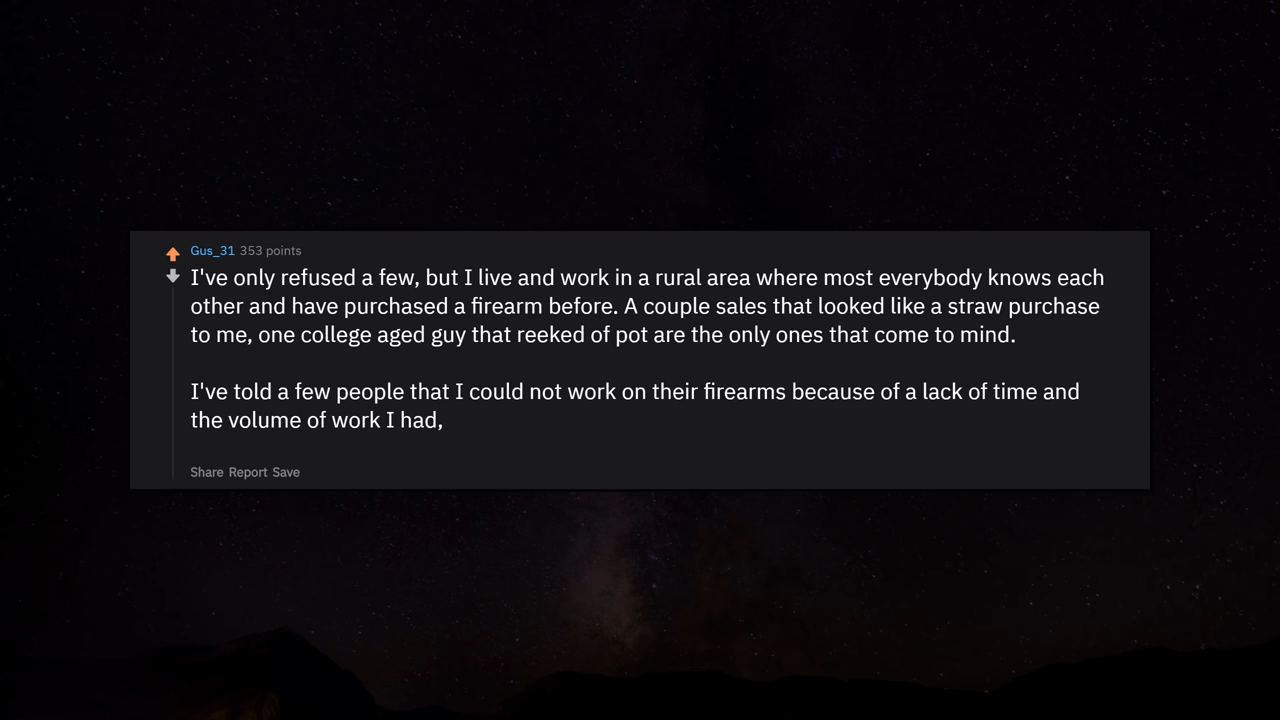 Gus_31 353 points
I've only refused a few, but I live and work in a rural area where most everybody knows each
other and have purchased a firearm before. A couple sales that looked like a straw purchase
to me, one college aged guy that reeked of pot are the only ones that come to mind.
I've told a few people that I could not work on their firearms because of a lack of time and
the volume of work I had,
Share Report Save